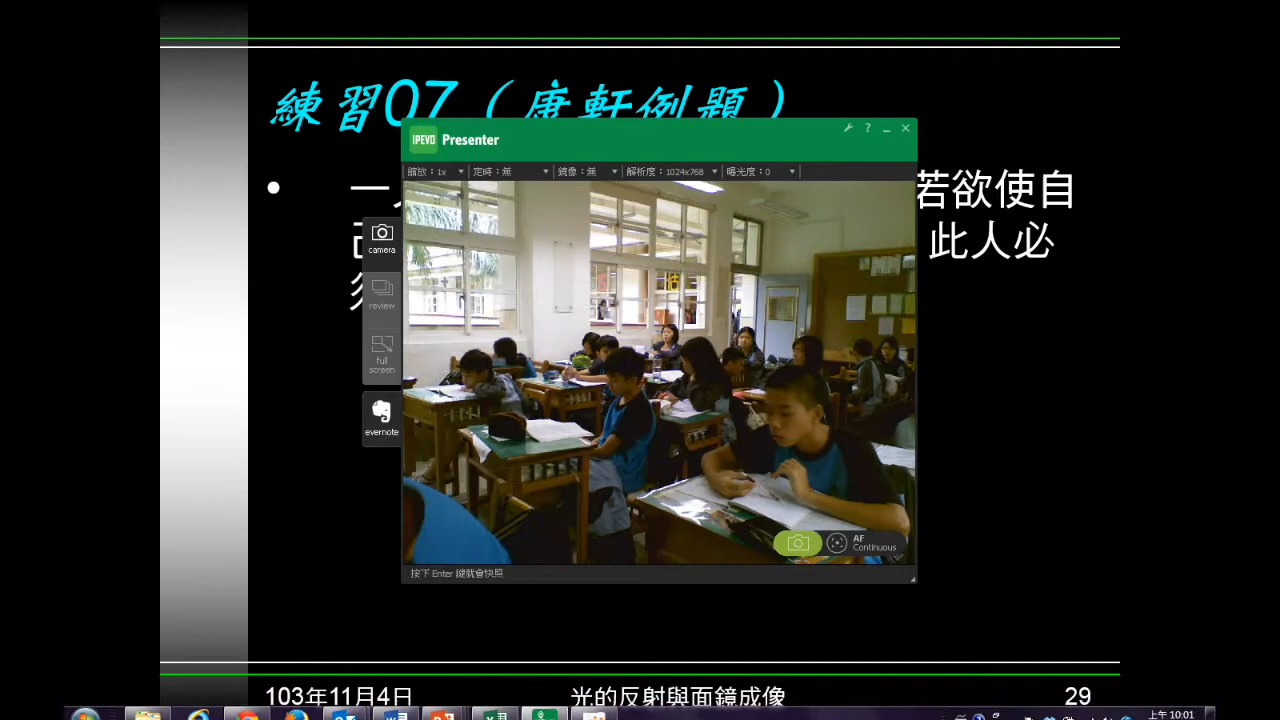 練習07（康軒例題）
IPEVO Presenter
縮放：1x 定時：無 鏡像：無 解析度：1024x768 曝光度：0
一 若欲使自
此人必
camera
review
full
screen
evernote
AF
Continuous
按下 Enter 鍵就會快照
103年11月4日 光的反射與面鏡成像 29
上午 10:01